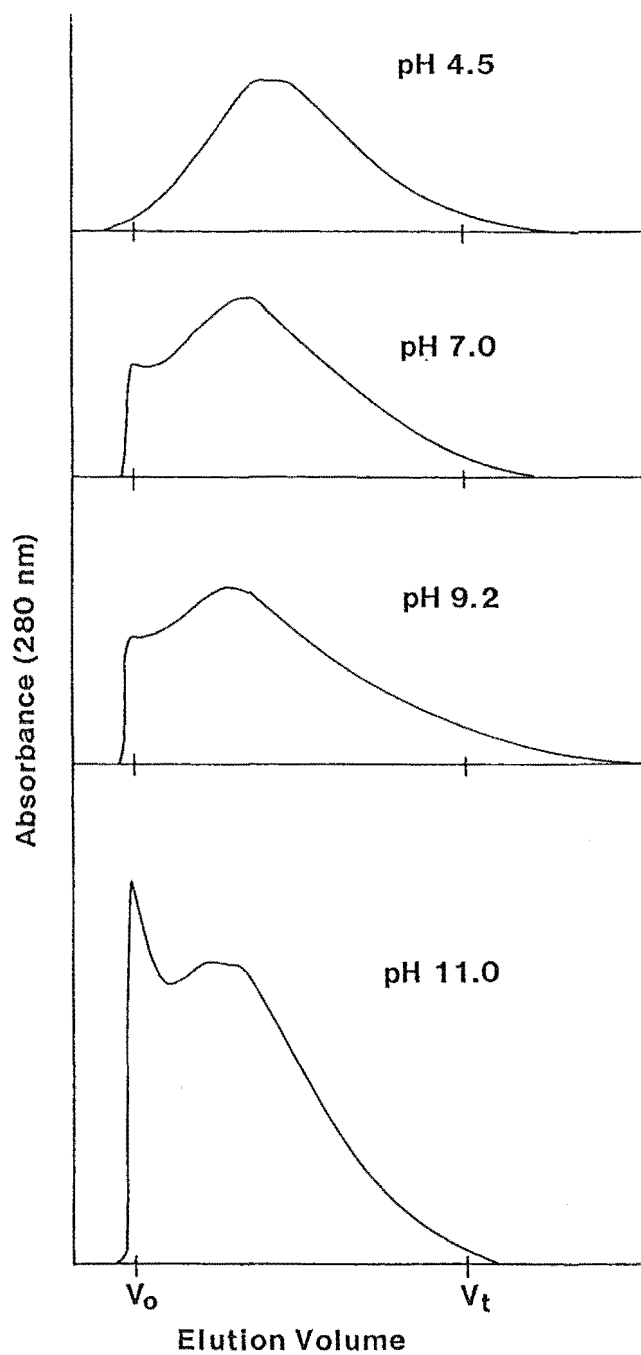 pH 4.5
pH 7.0
pH 9.2
pH 11.0
Absorbance (280 nm)
Vo
Vt
Elution Volume